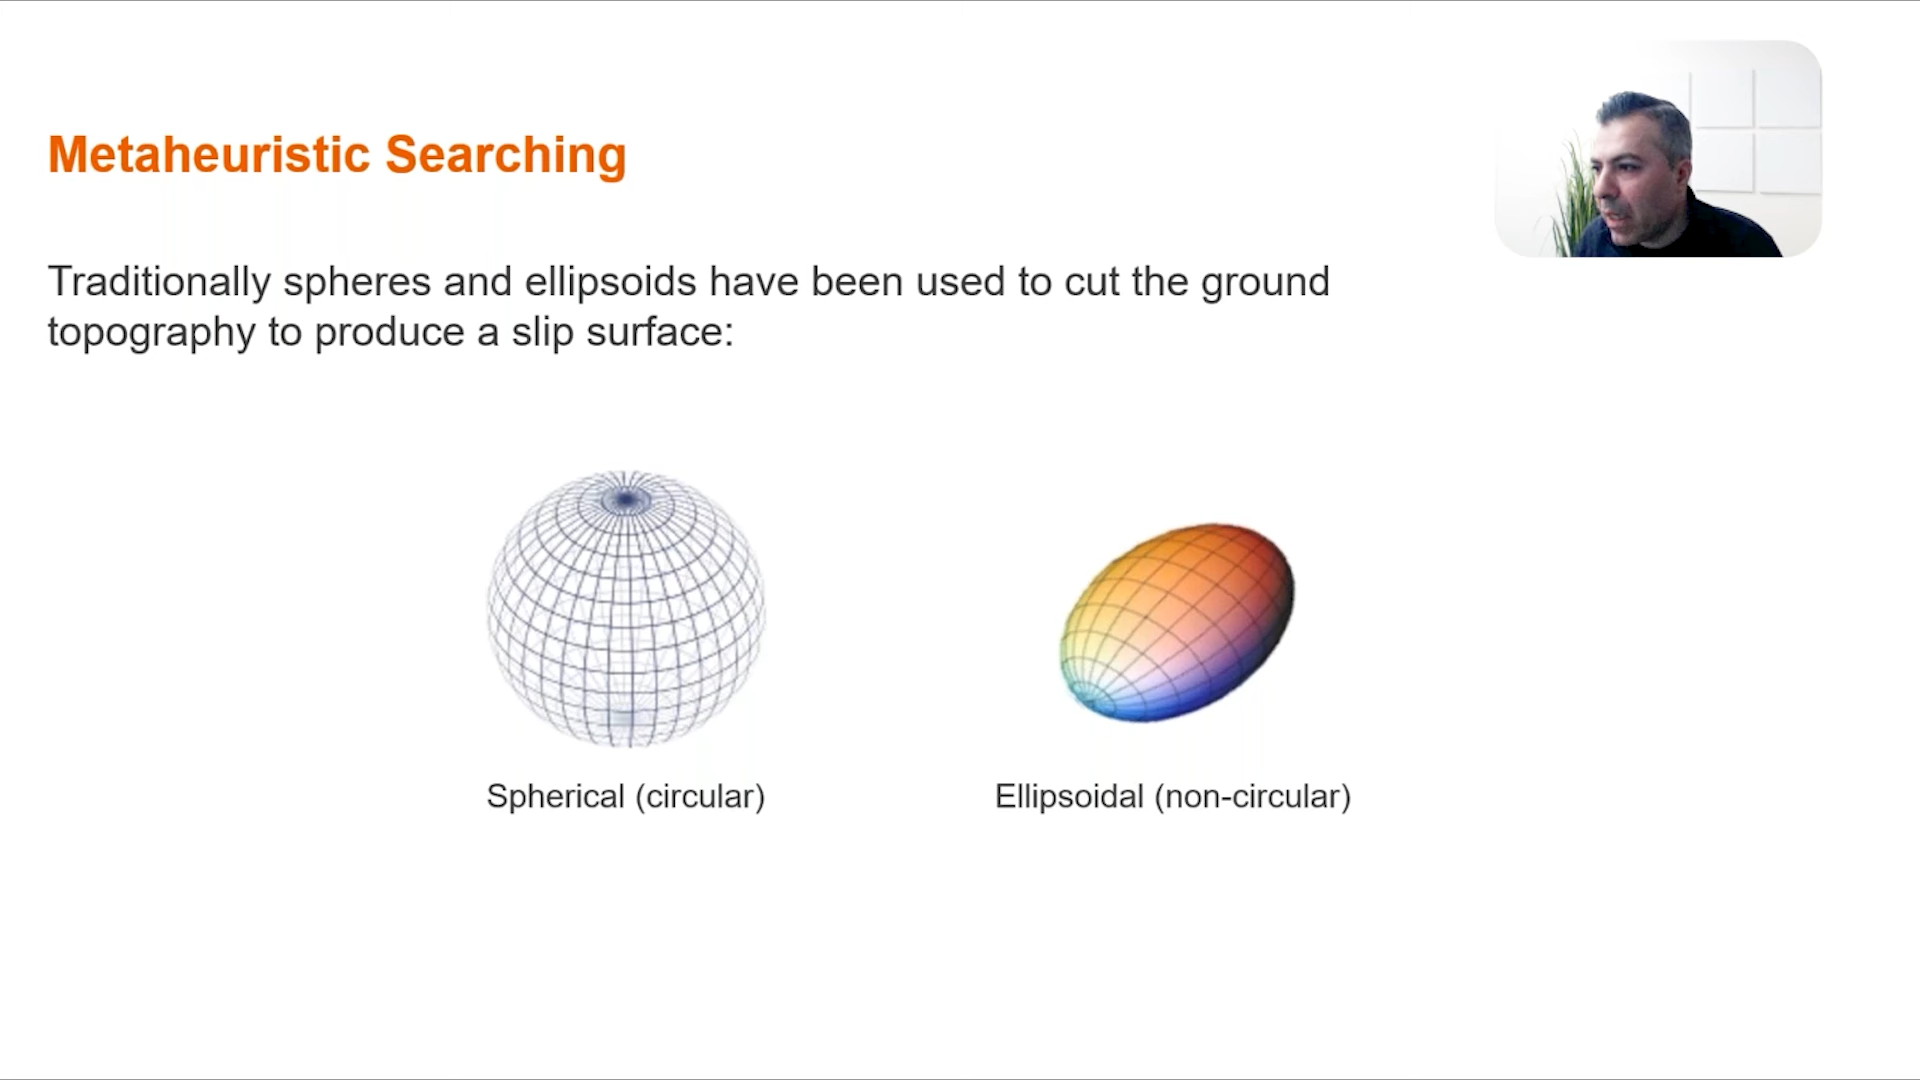 Metaheuristic Searching
Traditionally spheres and ellipsoids have been used to cut the ground
topography to produce a slip surface:
Spherical (circular)
Ellipsoidal (non-circular)